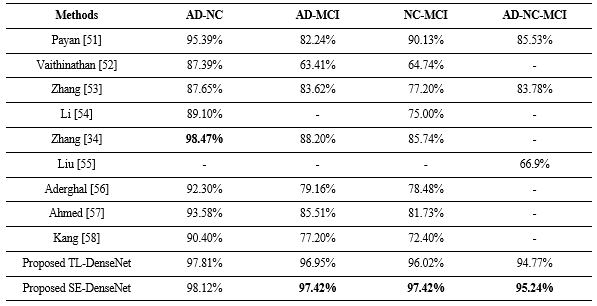 Methods AD-NC AD-MCI NC-MCI AD-NC-MCI
Payan [51] 95.39% 82.24% 90.13% 85.53%
Vaithinathan [52] 87.39% 63.41% 64.74% -
Zhang [53] 87.65% 83.62% 77.20% 83.78%
Li [54] 89.10% - 75.00% -
Zhang [34] 98.47% 88.20% 85.74% -
Liu [55] - - - 66.9%
Aderghal [56] 92.30% 79.16% 78.48% -
Ahmed [57] 93.58% 85.51% 81.73% -
Kang [58] 90.40% 77.20% 72.40% -
Proposed TL-DenseNet 97.81% 96.95% 96.02% 94.77%
Proposed SE-DenseNet 98.12% 97.42% 97.42% 95.24%